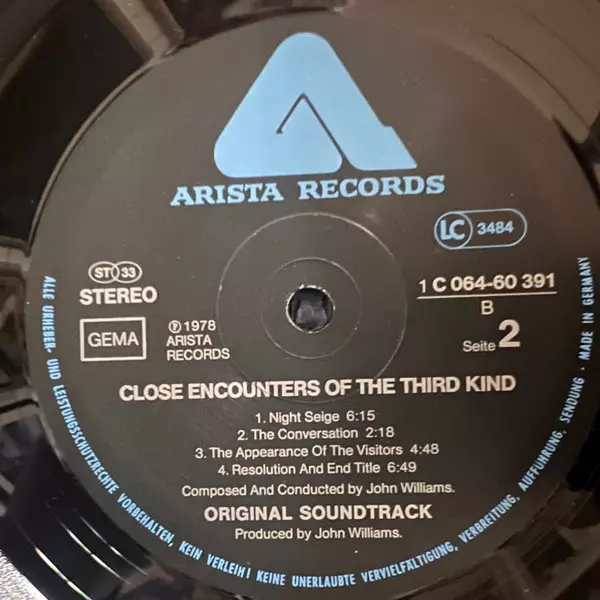 ARISTA RECORDS
LC 3484
ST 33
STEREO
1 C 064-60 391
B
Seite 2
GEMA
℗ 1978
ARISTA
RECORDS
CLOSE ENCOUNTERS OF THE THIRD KIND
1. Night Seige 6:15
2. The Conversation 2:18
3. The Appearance Of The Visitors 4:48
4. Resolution And End Title 6:49
Composed And Conducted by John Williams.
ORIGINAL SOUNDTRACK
Produced by John Williams.
ALLE URHEBER- UND LEISTUNGSSCHUTZRECHTE VORBEHALTEN, KEIN VERLEIH! KEINE UNERLAUBTE VERVIELFÄLTIGUNG, VERBREITUNG, AUFFÜHRUNG, SENDUNG · MADE IN GERMANY